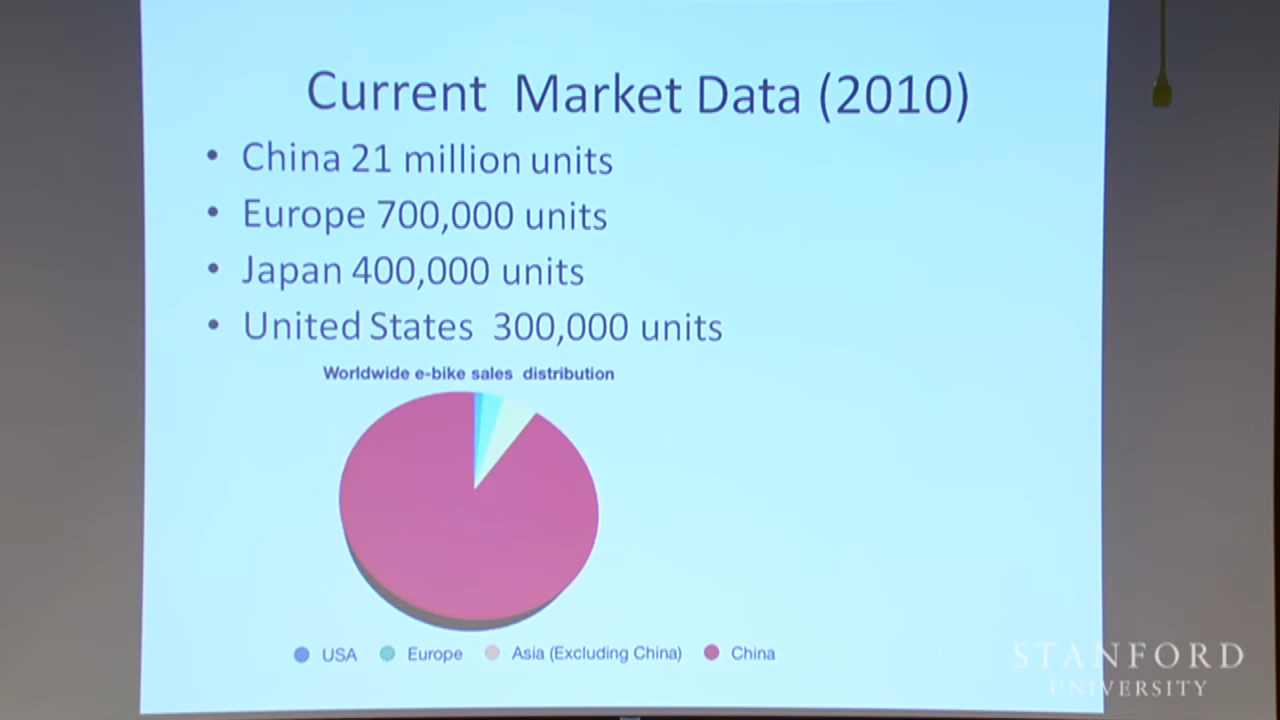 Current Market Data (2010)
• China 21 million units
• Europe 700,000 units
• Japan 400,000 units
• United States 300,000 units
Worldwide e-bike sales distribution
USA Europe Asia (Excluding China) China
STANFORD
UNIVERSITY